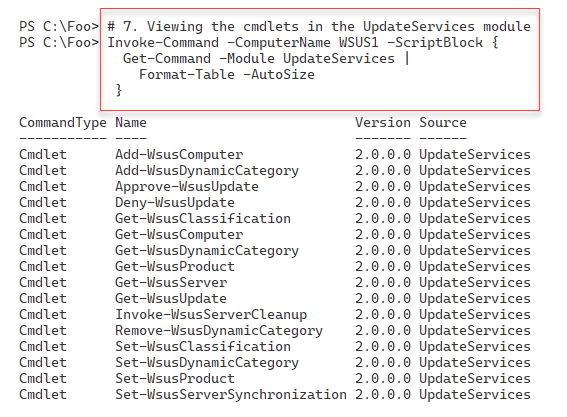 PS C:\Foo> # 7. Viewing the cmdlets in the UpdateServices module
PS C:\Foo> Invoke-Command -ComputerName WSUS1 -ScriptBlock {
  Get-Command -Module UpdateServices |
    Format-Table -AutoSize
 }
CommandType Name                          Version Source
----------- ----                          ------- ------
Cmdlet      Add-WsusComputer              2.0.0.0 UpdateServices
Cmdlet      Add-WsusDynamicCategory       2.0.0.0 UpdateServices
Cmdlet      Approve-WsusUpdate            2.0.0.0 UpdateServices
Cmdlet      Deny-WsusUpdate               2.0.0.0 UpdateServices
Cmdlet      Get-WsusClassification        2.0.0.0 UpdateServices
Cmdlet      Get-WsusComputer              2.0.0.0 UpdateServices
Cmdlet      Get-WsusDynamicCategory       2.0.0.0 UpdateServices
Cmdlet      Get-WsusProduct               2.0.0.0 UpdateServices
Cmdlet      Get-WsusServer                2.0.0.0 UpdateServices
Cmdlet      Get-WsusUpdate                2.0.0.0 UpdateServices
Cmdlet      Invoke-WsusServerCleanup      2.0.0.0 UpdateServices
Cmdlet      Remove-WsusDynamicCategory    2.0.0.0 UpdateServices
Cmdlet      Set-WsusClassification        2.0.0.0 UpdateServices
Cmdlet      Set-WsusDynamicCategory       2.0.0.0 UpdateServices
Cmdlet      Set-WsusProduct               2.0.0.0 UpdateServices
Cmdlet      Set-WsusServerSynchronization 2.0.0.0 UpdateServices